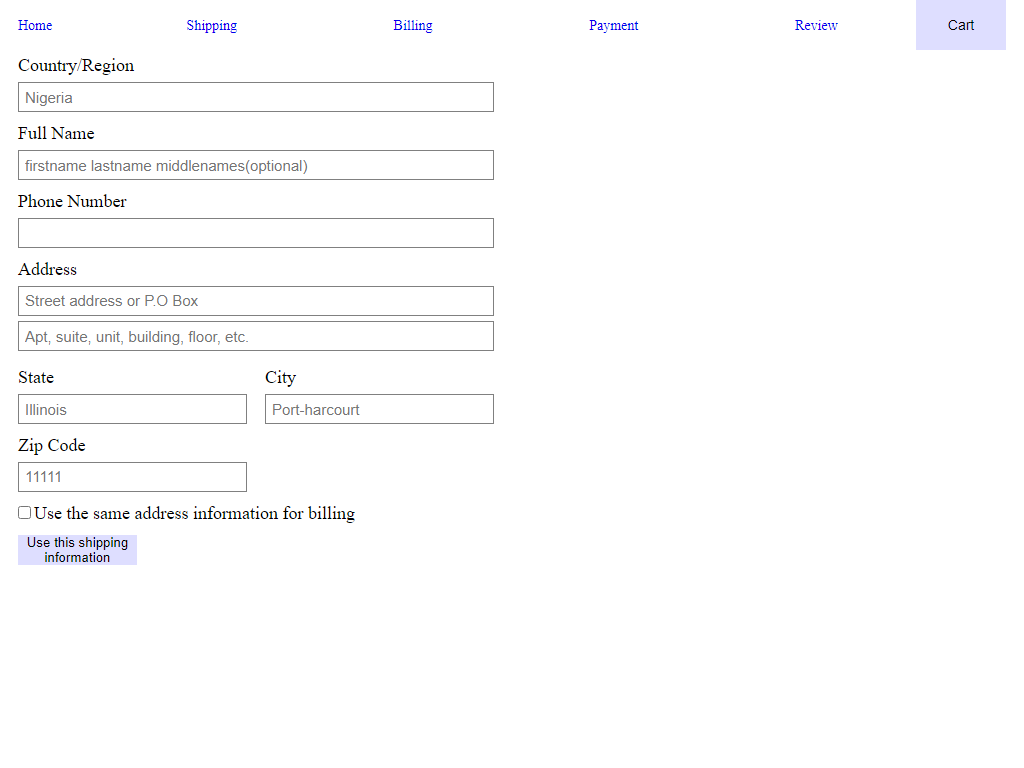 Home Shipping Billing Payment Review Cart
Country/Region
Nigeria
Full Name
firstname lastname middlenames(optional)
Phone Number
Address
Street address or P.O Box
Apt, suite, unit, building, floor, etc.
State City
Illinois Port-harcourt
Zip Code
11111
Use the same address information for billing
Use this shipping
information